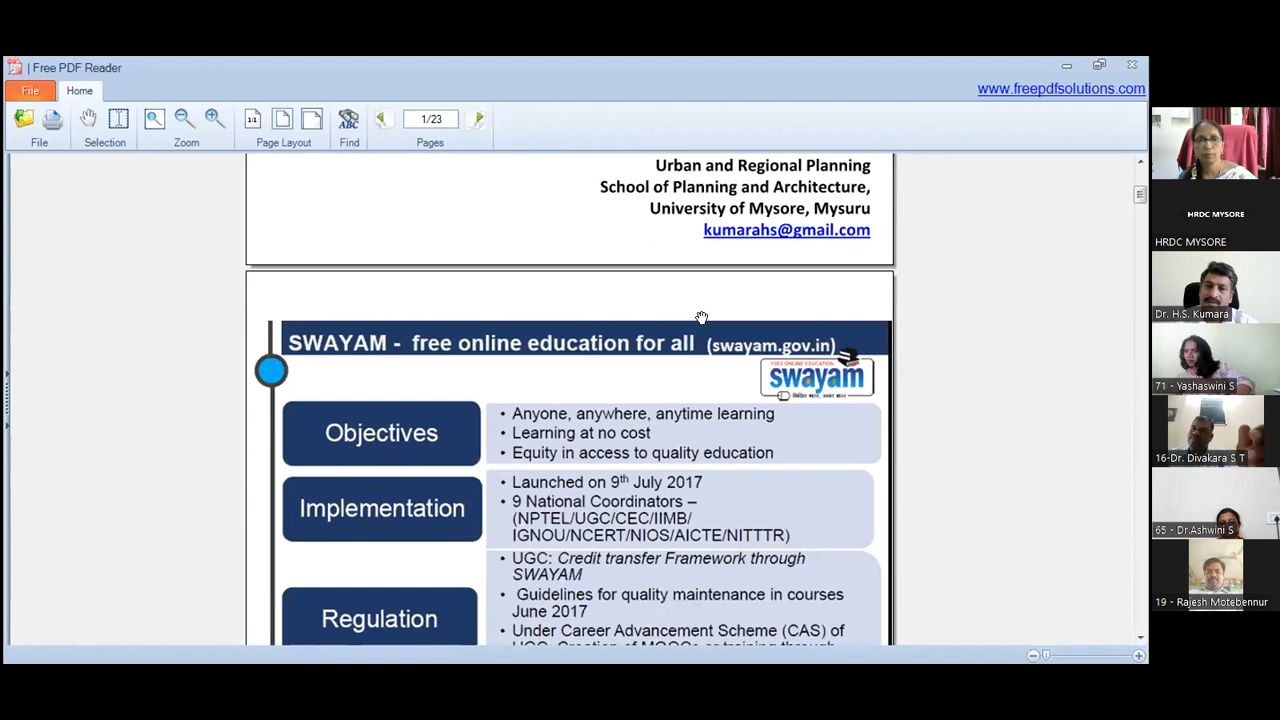 | Free PDF Reader
File
Home
www.freepdfsolutions.com
1:1
ABC
1/23
File
Selection
Zoom
Page Layout
Find
Pages
Urban and Regional Planning
School of Planning and Architecture,
University of Mysore, Mysuru
kumarahs@gmail.com
SWAYAM - free online education for all (swayam.gov.in)
FREE ONLINE EDUCATION
swayam
Objectives
• Anyone, anywhere, anytime learning
• Learning at no cost
• Equity in access to quality education
Implementation
• Launched on 9th July 2017
• 9 National Coordinators –
(NPTEL/UGC/CEC/IIMB/
IGNOU/NCERT/NIOS/AICTE/NITTTR)
Regulation
• UGC: Credit transfer Framework through
SWAYAM
• Guidelines for quality maintenance in courses
June 2017
• Under Career Advancement Scheme (CAS) of
HRDC MYSORE
HRDC MYSORE
Dr. H.S. Kumara
71 - Yashaswini S
16-Dr. Divakara S T
65 - Dr.Ashwini S
19 - Rajesh Motebennur